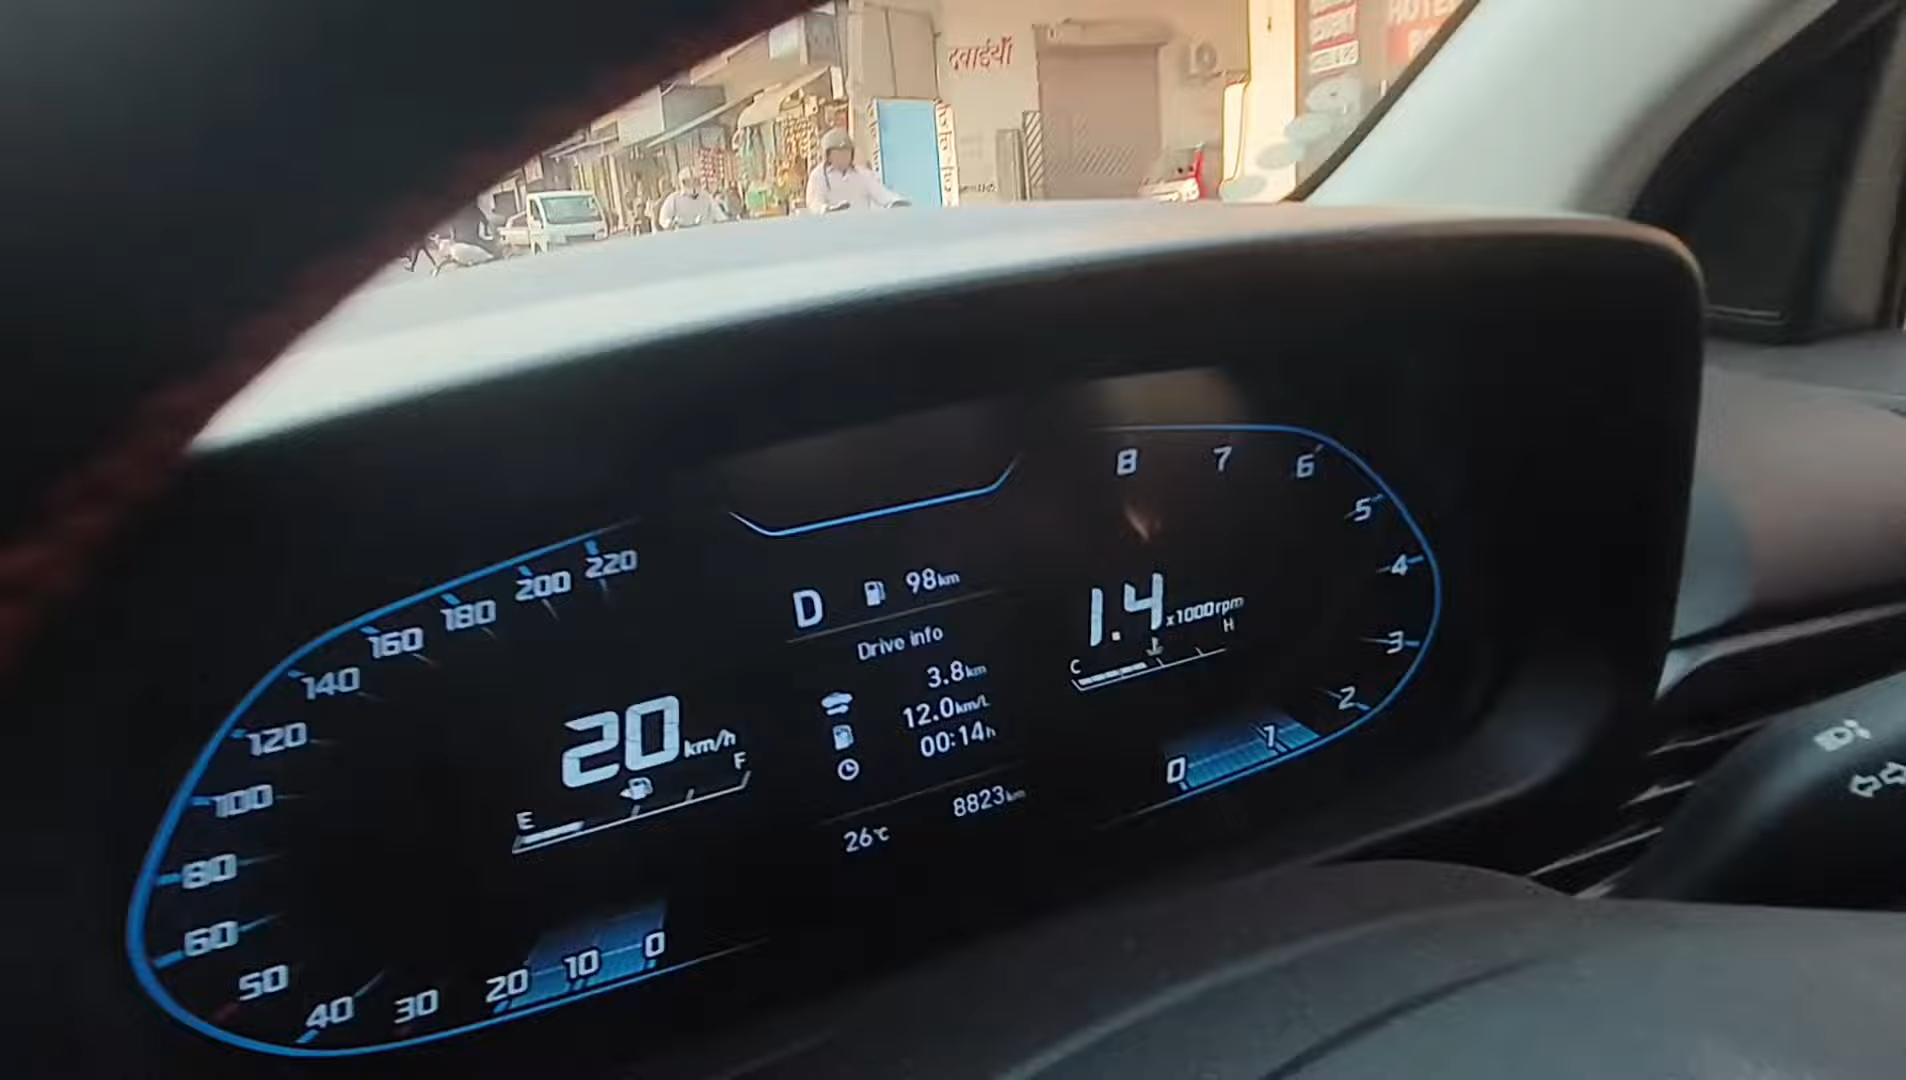 दवाईयाँ
HOTEL
8 7 6
5
220
200
180
4
D 98km
160
1.4 x1000rpm
Drive info
C H
3
140
3.8km
2
120
20 km/h
12.0km/L
00:14h
E F
0 1
100
8823km
26°C
80
60
50 40 30 20 10 0